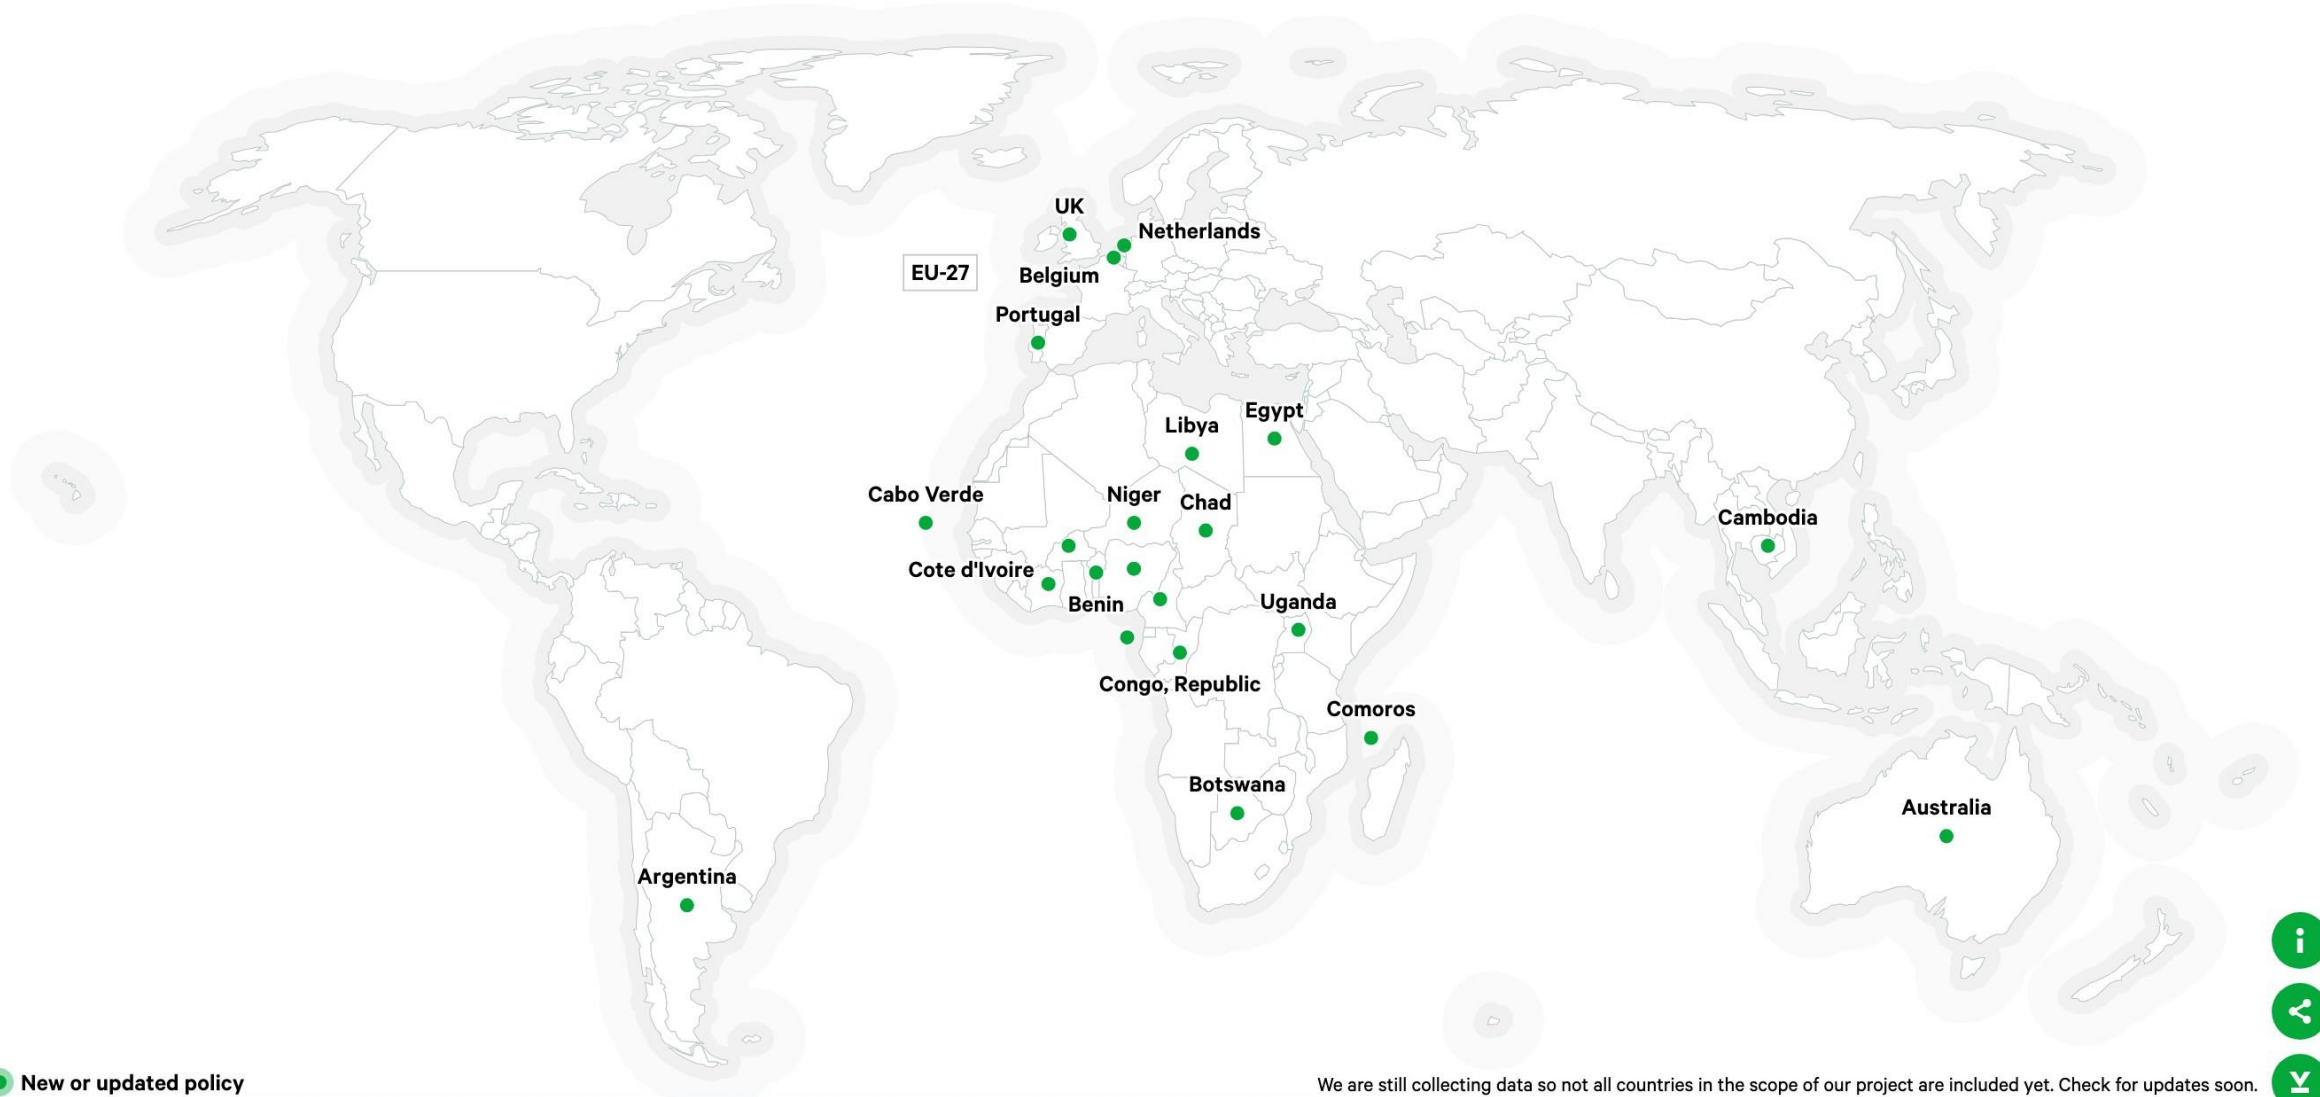 UK
Netherlands
EU-27
Belgium
Portugal
Egypt
Libya
Cabo Verde
Niger
Chad
Cambodia
Cote d'Ivoire
Benin
Uganda
Congo, Republic
Comoros
Botswana
Australia
Argentina
New or updated policy
We are still collecting data so not all countries in the scope of our project are included yet. Check for updates soon.